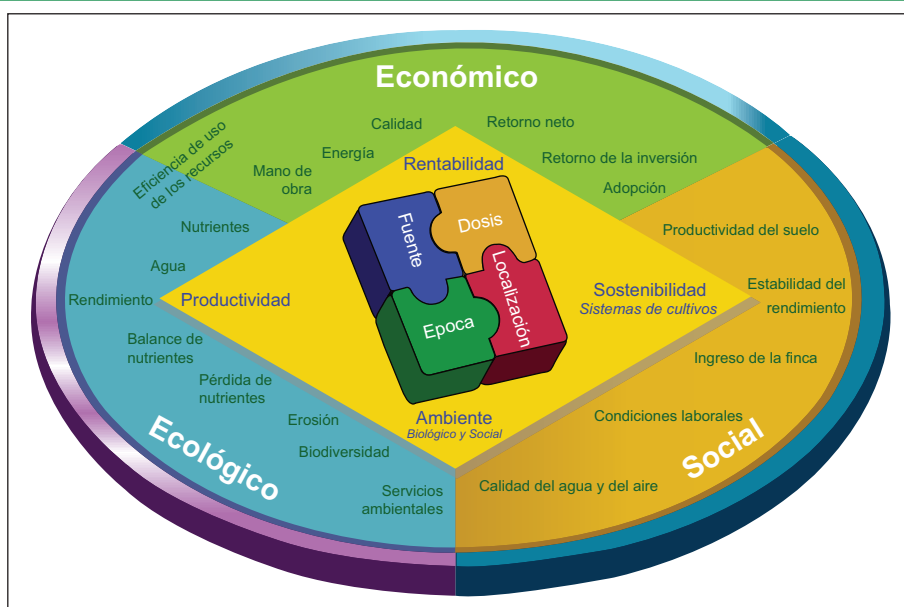 Económico
Calidad
Retorno neto
Eficiencia de uso
de los recursos
Energía
Rentabilidad
Retorno de la inversión
Mano de
obra
Adopción
Nutrientes
Fuente
Dosis
Productividad del suelo
Agua
Localización
Rendimiento
Productividad
Sostenibilidad
Sistemas de cultivos
Estabilidad del
rendimiento
Epoca
Balance de
nutrientes
Ingreso de la finca
Pérdida de
nutrientes
Erosión
Ambiente
Biológico y Social
Condiciones laborales
Ecológico
Biodiversidad
Social
Servicios
ambientales
Calidad del agua y del aire